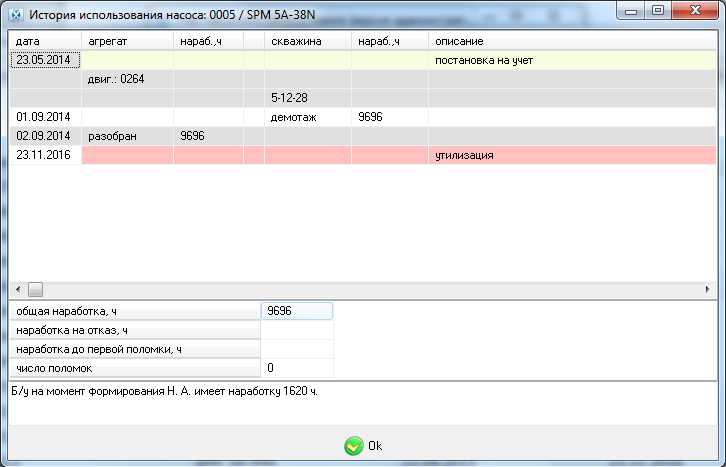 История использования насоса: 0005 / SPM 5A-38N
дата агрегат нараб.,ч скважина нараб.,ч описание
23.05.2014 постановка на учет
двиг.: 0264
5-12-28
01.09.2014 демотаж 9696
02.09.2014 разобран 9696
23.11.2016 утилизация
общая наработка, ч 9696
наработка на отказ, ч
наработка до первой поломки, ч
число поломок 0
Б/у на момент формирования Н. А. имеет наработку 1620 ч.
Ok